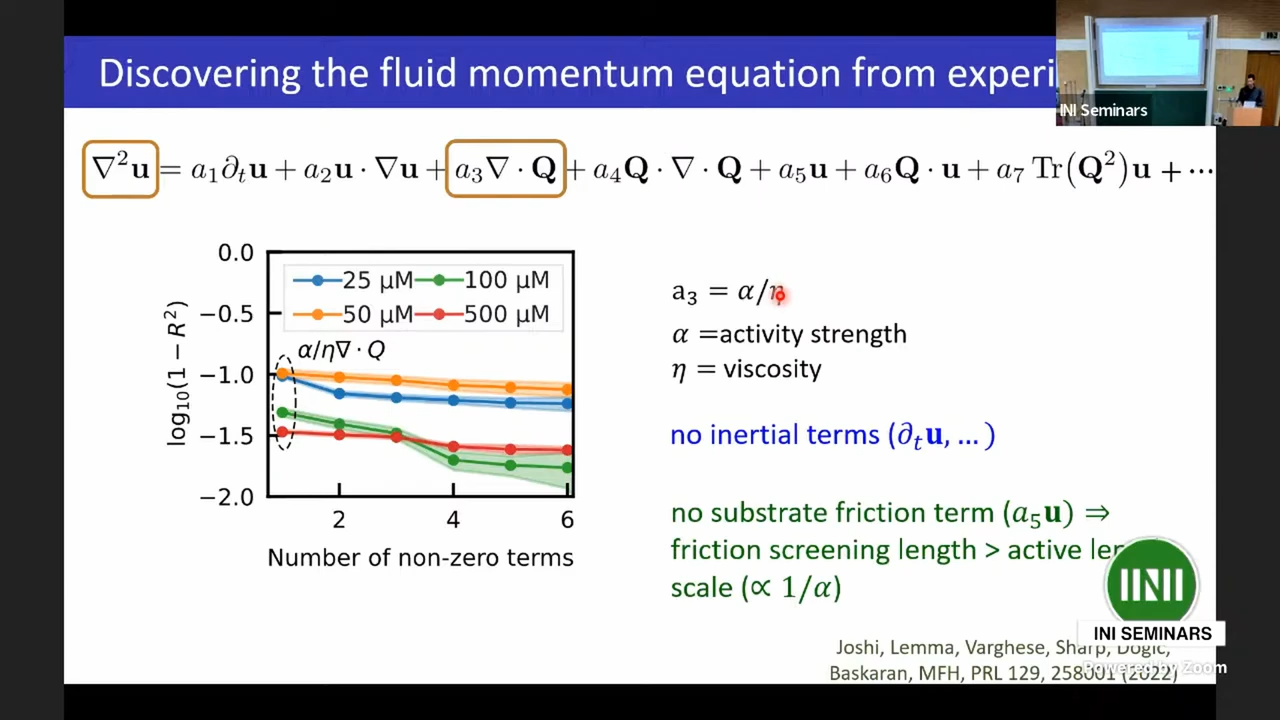 Discovering the fluid momentum equation from experi
INI Seminars
∇²u = a₁∂ₜu + a₂u · ∇u + a₃∇ · Q + a₄Q · ∇ · Q + a₅u + a₆Q · u + a₇ Tr(Q²)u + ···
0.0
−0.5
−1.0
−1.5
−2.0
log₁₀(1 − R²)
25 μM 100 μM
50 μM 500 μM
α/η∇ · Q
2 4 6
Number of non-zero terms
a₃ = α/η
α =activity strength
η = viscosity
no inertial terms (∂ₜu, ... )
no substrate friction term (a₅u) ⇒
friction screening length > active
scale (∝ 1/α)
INI SEMINARS
Joshi, Lemma, Varghese, Sharp, Dogic,
Baskaran, MFH, PRL 129, 258001 (2022)
Powered by Zoom